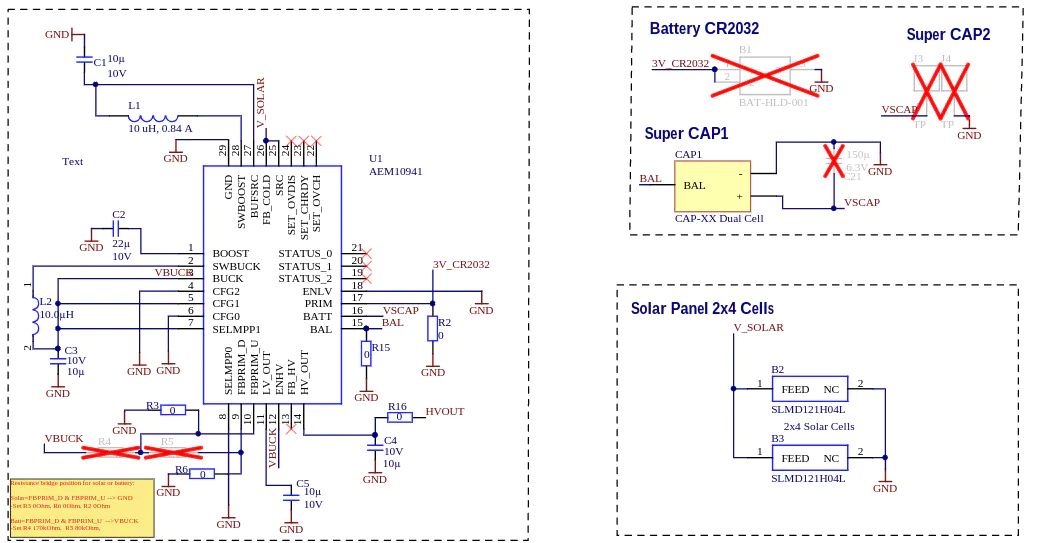 GND
C1
10µ
10V
L1
10 uH, 0.84 A
GND
V_SOLAR
Text
29
28
27
26
25
24
23
22
GND
SWBOOST
BUFSRC
FB_COLD
SRC
SET_OVDIS
SET_CHRDY
SET_OVCH
U1
AEM10941
C2
22µ
10V
GND
VBUCK
1 BOOST
2 SWBUCK
3 BUCK
4 CFG2
5 CFG1
6 CFG0
7 SELMPP1
STATUS_0 21
STATUS_1 20
STATUS_2 19
ENLV 18
PRIM 17
BATT 16
BAL 15
3V_CR2032
GND
VSCAP
BAL
R2
0
GND
R15
0
GND
1
L2
10.0µH
2
C3
10V
10µ
GND
GND
GND
SELMPP0
FBPRIM_D
FBPRIM_U
LV_OUT
ENHV
FB_HV
HV_OUT
8
9
10
11
12
13
14
R3
0
GND
VBUCK
R4
R5
R6
0
GND
VBUCK
R16
0
HVOUT
C4
10V
10µ
GND
C5
10µ
10V
GND
GND
Resistance bridge position for solar or battery:
Solar=FBPRIM_D & FBPRIM_U --> GND
Set R3 0Ohm, R6 0Ohm, R2 0Ohm
Batt=FBPRIM_D & FBPRIM_U -->VBUCK
Set R4 170kOhm, R3 80kOhm,
Battery CR2032
3V_CR2032
B1
2
BAT-HLD-001
GND
Super CAP2
J3
J4
VSCAP
TP
TP
GND
Super CAP1
CAP1
BAL
BAL
-
+
CAP-XX Dual Cell
150µ
6.3V
C21
GND
VSCAP
Solar Panel 2x4 Cells
V_SOLAR
B2
1 FEED NC 2
SLMD121H04L
2x4 Solar Cells
B3
1 FEED NC 2
SLMD121H04L
GND